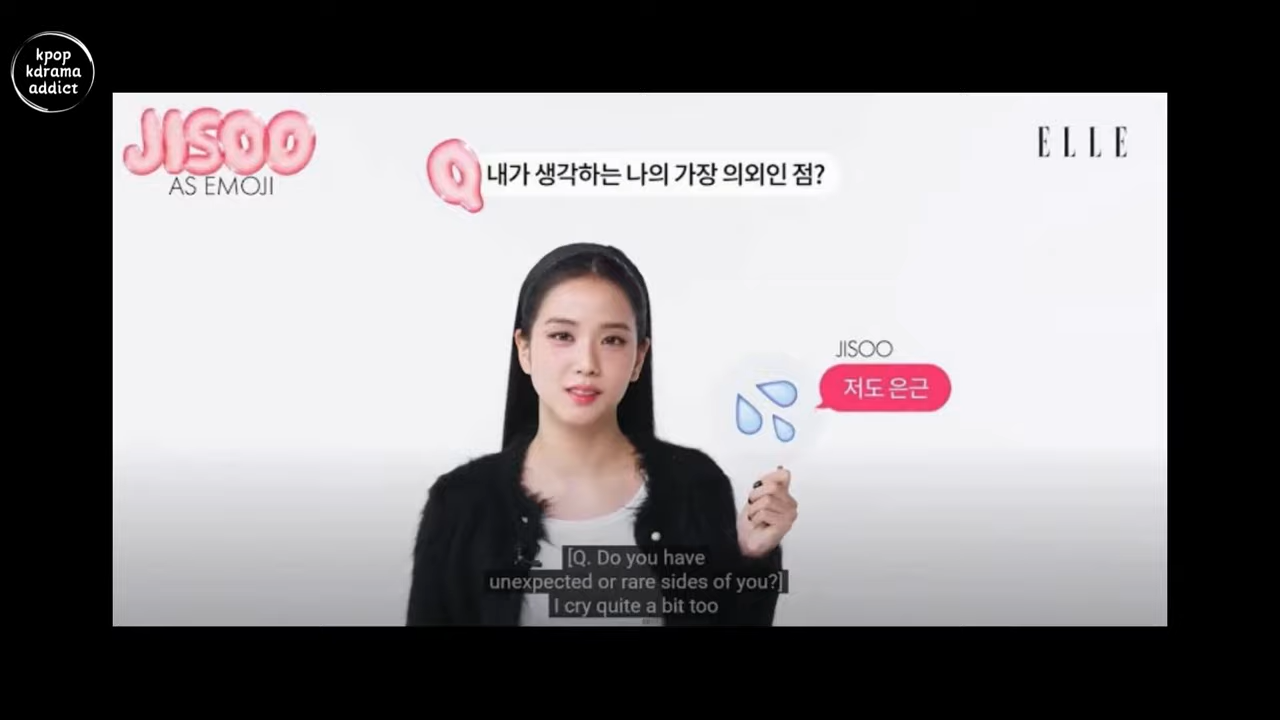 kpop
kdrama
addict
JISOO
AS EMOJI
ELLE
Q 내가 생각하는 나의 가장 의외인 점?
JISOO
저도 은근
[Q. Do you have
unexpected or rare sides of you?]
I cry quite a bit too